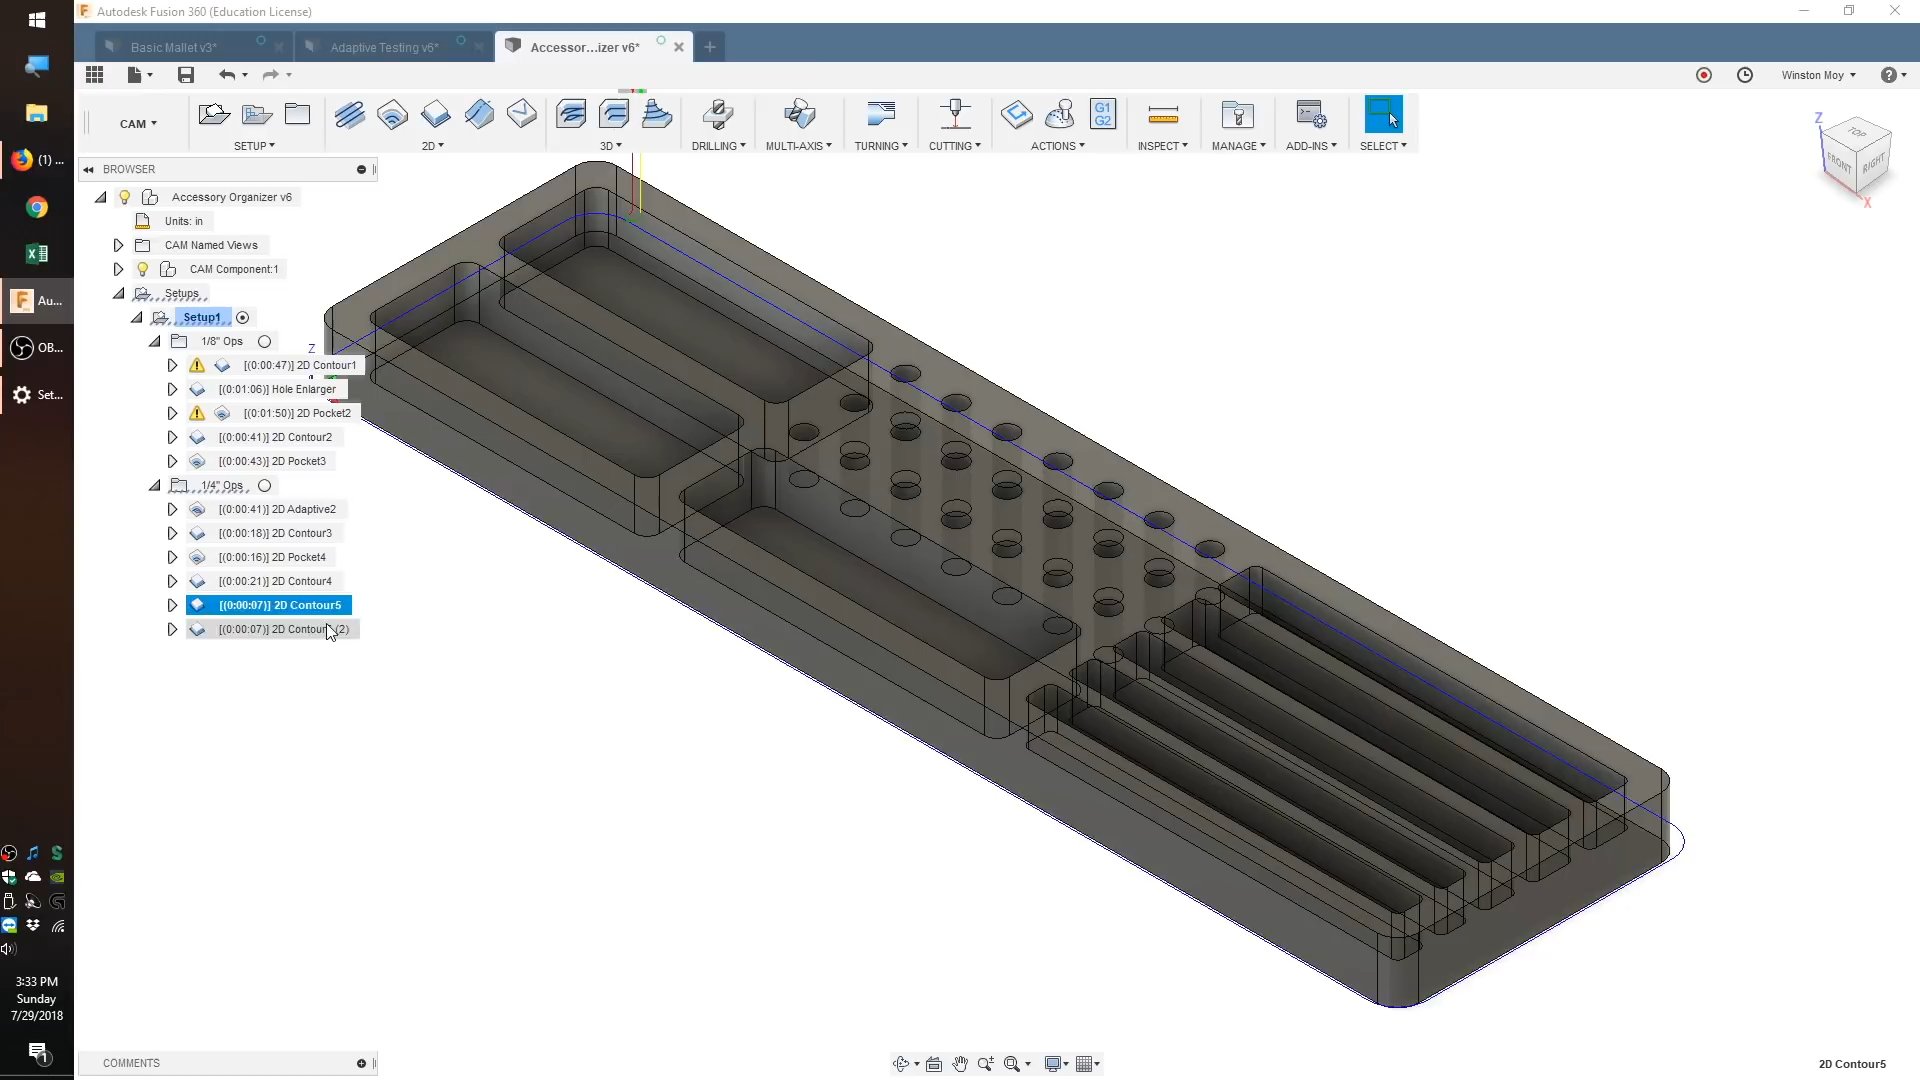 Autodesk Fusion 360 (Education License)
Basic Mallet v3*
Adaptive Testing v6*
Accessor...izer v6*
Winston Moy
CAM
SETUP
2D
3D
DRILLING
MULTI-AXIS
TURNING
CUTTING
G1
G2
ACTIONS
INSPECT
MANAGE
ADD-INS
SELECT
BROWSER
Accessory Organizer v6
Units: in
CAM Named Views
CAM Component:1
Setups
Setup1
1/8" Ops
[(0:00:47)] 2D Contour1
[(0:01:06)] Hole Enlarger
[(0:01:50)] 2D Pocket2
[(0:00:41)] 2D Contour2
[(0:00:43)] 2D Pocket3
1/4" Ops
[(0:00:41)] 2D Adaptive2
[(0:00:18)] 2D Contour3
[(0:00:16)] 2D Pocket4
[(0:00:21)] 2D Contour4
[(0:00:07)] 2D Contour5
[(0:00:07)] 2D Contour (2)
Z
TOP
FRONT
RIGHT
Z
X
(1) ...
Au...
OB...
Set...
3:33 PM
Sunday
7/29/2018
1
COMMENTS
2D Contour5